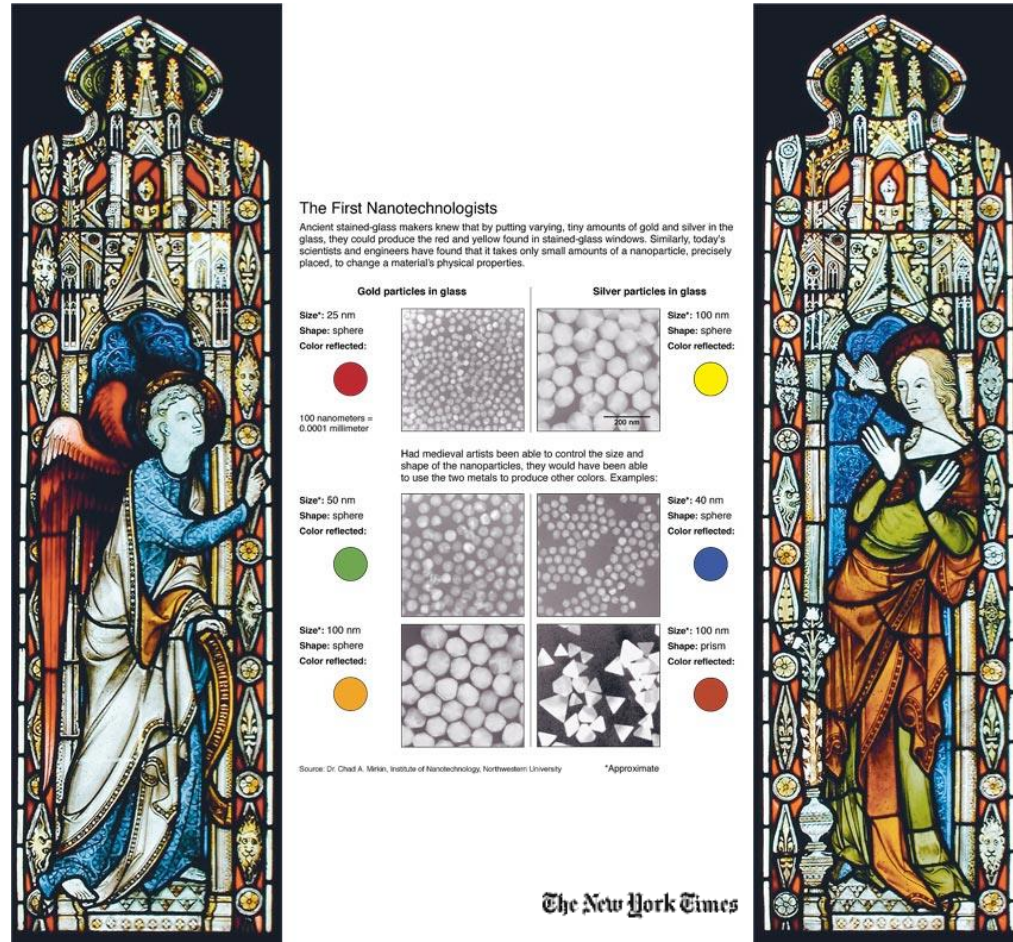 The First Nanotechnologists
Ancient stained-glass makers knew that by putting varying, tiny amounts of gold and silver in the
glass, they could produce the red and yellow found in stained-glass windows. Similarly, today's
scientists and engineers have found that it takes only small amounts of a nanoparticle, precisely
placed, to change a material's physical properties.
Gold particles in glass
Silver particles in glass
Size*: 25 nm
Shape: sphere
Color reflected:
100 nanometers =
0.0001 millimeter
Size*: 100 nm
Shape: sphere
Color reflected:
200 nm
Had medieval artists been able to control the size and
shape of the nanoparticles, they would have been able
to use the two metals to produce other colors. Examples:
Size*: 50 nm
Shape: sphere
Color reflected:
Size*: 40 nm
Shape: sphere
Color reflected:
Size*: 100 nm
Shape: sphere
Color reflected:
Size*: 100 nm
Shape: prism
Color reflected:
Source: Dr. Chad A. Mirkin, Institute of Nanotechnology, Northwestern University
*Approximate
The New York Times